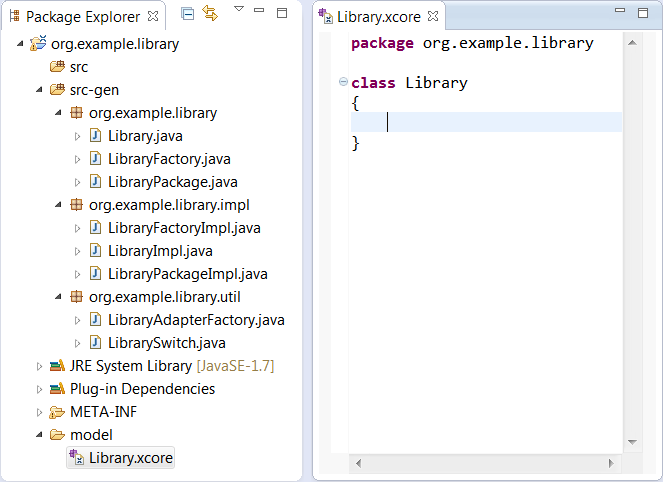 Package Explorer
org.example.library
src
src-gen
org.example.library
Library.java
LibraryFactory.java
LibraryPackage.java
org.example.library.impl
LibraryFactoryImpl.java
LibraryImpl.java
LibraryPackageImpl.java
org.example.library.util
LibraryAdapterFactory.java
LibrarySwitch.java
JRE System Library [JavaSE-1.7]
Plug-in Dependencies
META-INF
model
Library.xcore
Library.xcore
package org.example.library
class Library
{
}